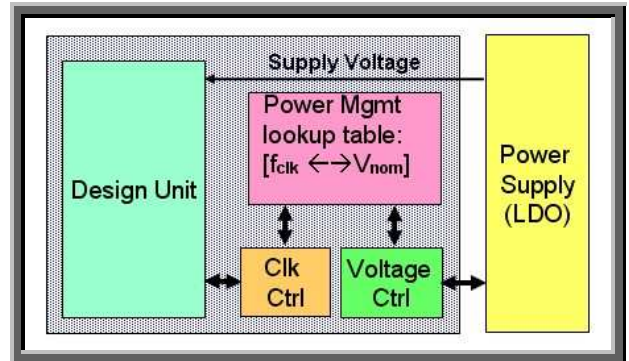 Supply Voltage
Power Mgmt
lookup table:
[fclk ←→Vnom]
Design Unit
Power
Supply
(LDO)
Clk
Ctrl
Voltage
Ctrl